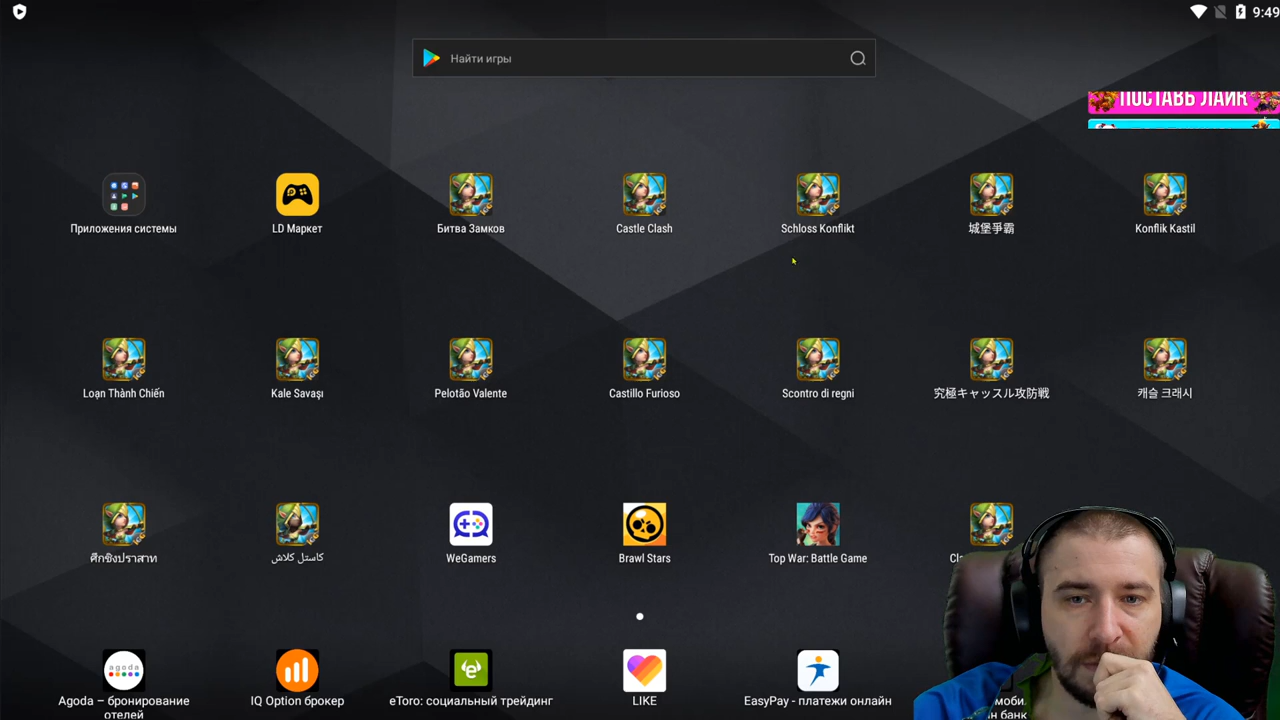 9:49
Найти игры
ПОСТАВЬ ЛАЙК
Приложения системы
LD Маркет
Битва Замков
Castle Clash
Schloss Konflikt
城堡爭霸
Konflik Kastil
Loạn Thành Chiến
Kale Savaşı
Pelotão Valente
Castillo Furioso
Scontro di regni
究極キャッスル攻防戦
캐슬 크래시
ศึกชิงปราสาท
كاستل كلاش
WeGamers
Brawl Stars
Top War: Battle Game
agoda
Agoda – бронирование
отелей
IQ Option брокер
eToro: социальный трейдинг
LIKE
EasyPay - платежи онлайн